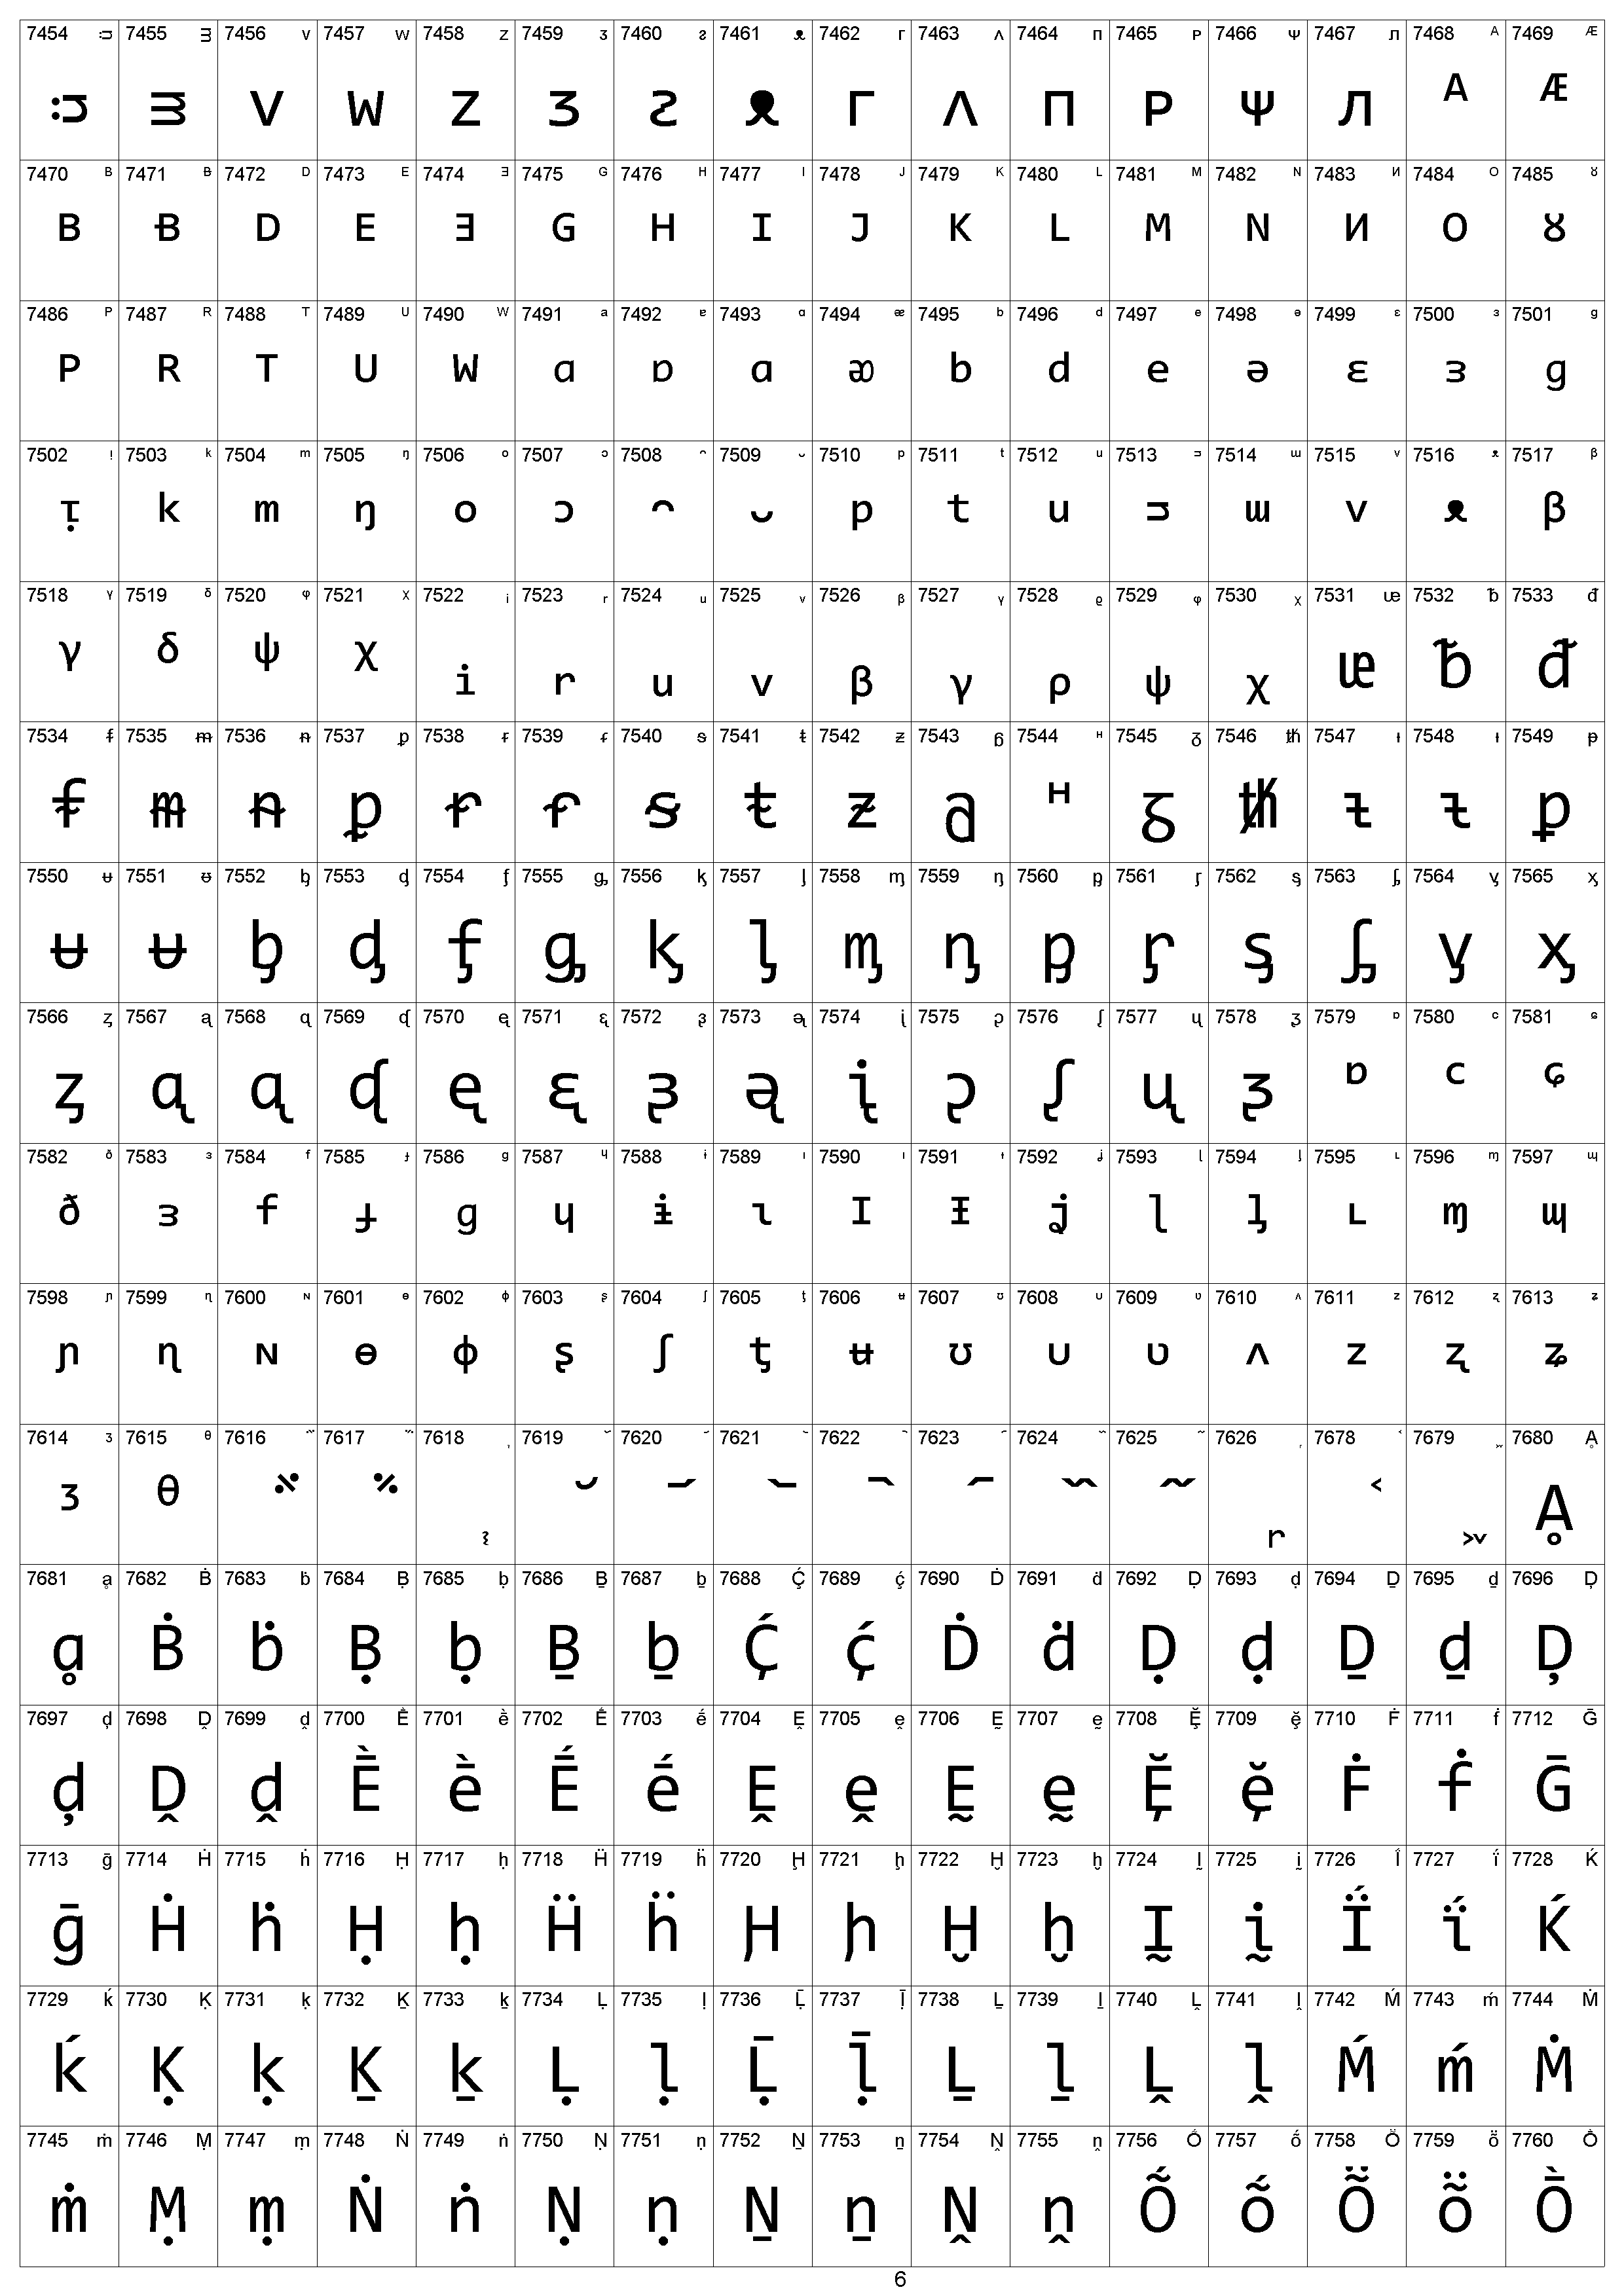 7454 ᴞ 7455 ᴟ 7456 ᴠ 7457 ᴡ 7458 ᴢ 7459 ᴣ 7460 ᴤ 7461 ᴥ 7462 ᴦ 7463 ᴧ 7464 ᴨ 7465 ᴩ 7466 ᴪ 7467 ᴫ 7468 ᴬ 7469 ᴭ
ᴞ ᴟ ᴠ ᴡ ᴢ ᴣ ᴤ ᴥ ᴦ ᴧ ᴨ ᴩ ᴪ ᴫ ᴬ ᴭ
7470 ᴮ 7471 ᴯ 7472 ᴰ 7473 ᴱ 7474 ᴲ 7475 ᴳ 7476 ᴴ 7477 ᴵ 7478 ᴶ 7479 ᴷ 7480 ᴸ 7481 ᴹ 7482 ᴺ 7483 ᴻ 7484 ᴼ 7485 ᴽ
ᴮ ᴯ ᴰ ᴱ ᴲ ᴳ ᴴ ᴵ ᴶ ᴷ ᴸ ᴹ ᴺ ᴻ ᴼ ᴽ
7486 ᴾ 7487 ᴿ 7488 ᵀ 7489 ᵁ 7490 ᵂ 7491 ᵃ 7492 ᵄ 7493 ᵅ 7494 ᵆ 7495 ᵇ 7496 ᵈ 7497 ᵉ 7498 ᵊ 7499 ᵋ 7500 ᵌ 7501 ᵍ
ᴾ ᴿ ᵀ ᵁ ᵂ ᵃ ᵄ ᵅ ᵆ ᵇ ᵈ ᵉ ᵊ ᵋ ᵌ ᵍ
7502 ᵎ 7503 ᵏ 7504 ᵐ 7505 ᵑ 7506 ᵒ 7507 ᵓ 7508 ᵔ 7509 ᵕ 7510 ᵖ 7511 ᵗ 7512 ᵘ 7513 ᵙ 7514 ᵚ 7515 ᵛ 7516 ᵜ 7517 ᵝ
ᵎ ᵏ ᵐ ᵑ ᵒ ᵓ ᵔ ᵕ ᵖ ᵗ ᵘ ᵙ ᵚ ᵛ ᵜ ᵝ
7518 ᵞ 7519 ᵟ 7520 ᵠ 7521 ᵡ 7522 ᵢ 7523 ᵣ 7524 ᵤ 7525 ᵥ 7526 ᵦ 7527 ᵧ 7528 ᵨ 7529 ᵩ 7530 ᵪ 7531 ᵫ 7532 ᵬ 7533 ᵭ
ᵞ ᵟ ᵠ ᵡ ᵢ ᵣ ᵤ ᵥ ᵦ ᵧ ᵨ ᵩ ᵪ ᵫ ᵬ ᵭ
7534 ᵮ 7535 ᵯ 7536 ᵰ 7537 ᵱ 7538 ᵲ 7539 ᵳ 7540 ᵴ 7541 ᵵ 7542 ᵶ 7543 ᵷ 7544 ᵸ 7545 ᵹ 7546 ᵺ 7547 ᵻ 7548 ᵼ 7549 ᵽ
ᵮ ᵯ ᵰ ᵱ ᵲ ᵳ ᵴ ᵵ ᵶ ᵷ ᵸ ᵹ ᵺ ᵻ ᵼ ᵽ
7550 ᵾ 7551 ᵿ 7552 ᶀ 7553 ᶁ 7554 ᶂ 7555 ᶃ 7556 ᶄ 7557 ᶅ 7558 ᶆ 7559 ᶇ 7560 ᶈ 7561 ᶉ 7562 ᶊ 7563 ᶋ 7564 ᶌ 7565 ᶍ
ᵾ ᵿ ᶀ ᶁ ᶂ ᶃ ᶄ ᶅ ᶆ ᶇ ᶈ ᶉ ᶊ ᶋ ᶌ ᶍ
7566 ᶎ 7567 ᶏ 7568 ᶐ 7569 ᶑ 7570 ᶒ 7571 ᶓ 7572 ᶔ 7573 ᶕ 7574 ᶖ 7575 ᶗ 7576 ᶘ 7577 ᶙ 7578 ᶚ 7579 ᶛ 7580 ᶜ 7581 ᶝ
ᶎ ᶏ ᶐ ᶑ ᶒ ᶓ ᶔ ᶕ ᶖ ᶗ ᶘ ᶙ ᶚ ᶛ ᶜ ᶝ
7582 ᶞ 7583 ᶟ 7584 ᶠ 7585 ᶡ 7586 ᶢ 7587 ᶣ 7588 ᶤ 7589 ᶥ 7590 ᶦ 7591 ᶧ 7592 ᶨ 7593 ᶩ 7594 ᶪ 7595 ᶫ 7596 ᶬ 7597 ᶭ
ᶞ ᶟ ᶠ ᶡ ᶢ ᶣ ᶤ ᶥ ᶦ ᶧ ᶨ ᶩ ᶪ ᶫ ᶬ ᶭ
7598 ᶮ 7599 ᶯ 7600 ᶰ 7601 ᶱ 7602 ᶲ 7603 ᶳ 7604 ᶴ 7605 ᶵ 7606 ᶶ 7607 ᶷ 7608 ᶸ 7609 ᶹ 7610 ᶺ 7611 ᶻ 7612 ᶼ 7613 ᶽ
ᶮ ᶯ ᶰ ᶱ ᶲ ᶳ ᶴ ᶵ ᶶ ᶷ ᶸ ᶹ ᶺ ᶻ ᶼ ᶽ
7614 ᶾ 7615 ᶿ 7616 ᷀ 7617 ᷁ 7618 ᷂ 7619 ᷃ 7620 ᷄ 7621 ᷅ 7622 ᷆ 7623 ᷇ 7624 ᷈ 7625 ᷉ 7626 ᷊ 7678 ᷾ 7679 ᷿ 7680 Ḁ
ᶾ ᶿ ᷀ ᷁ ᷂ ᷃ ᷄ ᷅ ᷆ ᷇ ᷈ ᷉ ᷊ ᷾ ᷿ Ḁ
7681 ḁ 7682 Ḃ 7683 ḃ 7684 Ḅ 7685 ḅ 7686 Ḇ 7687 ḇ 7688 Ḉ 7689 ḉ 7690 Ḋ 7691 ḋ 7692 Ḍ 7693 ḍ 7694 Ḏ 7695 ḏ 7696 Ḑ
ḁ Ḃ ḃ Ḅ ḅ Ḇ ḇ Ḉ ḉ Ḋ ḋ Ḍ ḍ Ḏ ḏ Ḑ
7697 ḑ 7698 Ḓ 7699 ḓ 7700 Ḕ 7701 ḕ 7702 Ḗ 7703 ḗ 7704 Ḙ 7705 ḙ 7706 Ḛ 7707 ḛ 7708 Ḝ 7709 ḝ 7710 Ḟ 7711 ḟ 7712 Ḡ
ḑ Ḓ ḓ Ḕ ḕ Ḗ ḗ Ḙ ḙ Ḛ ḛ Ḝ ḝ Ḟ ḟ Ḡ
7713 ḡ 7714 Ḣ 7715 ḣ 7716 Ḥ 7717 ḥ 7718 Ḧ 7719 ḧ 7720 Ḩ 7721 ḩ 7722 Ḫ 7723 ḫ 7724 Ḭ 7725 ḭ 7726 Ḯ 7727 ḯ 7728 Ḱ
ḡ Ḣ ḣ Ḥ ḥ Ḧ ḧ Ḩ ḩ Ḫ ḫ Ḭ ḭ Ḯ ḯ Ḱ
7729 ḱ 7730 Ḳ 7731 ḳ 7732 Ḵ 7733 ḵ 7734 Ḷ 7735 ḷ 7736 Ḹ 7737 ḹ 7738 Ḻ 7739 ḻ 7740 Ḽ 7741 ḽ 7742 Ḿ 7743 ḿ 7744 Ṁ
ḱ Ḳ ḳ Ḵ ḵ Ḷ ḷ Ḹ ḹ Ḻ ḻ Ḽ ḽ Ḿ ḿ Ṁ
7745 ṁ 7746 Ṃ 7747 ṃ 7748 Ṅ 7749 ṅ 7750 Ṇ 7751 ṇ 7752 Ṉ 7753 ṉ 7754 Ṋ 7755 ṋ 7756 Ṍ 7757 ṍ 7758 Ṏ 7759 ṏ 7760 Ṑ
ṁ Ṃ ṃ Ṅ ṅ Ṇ ṇ Ṉ ṉ Ṋ ṋ Ṍ ṍ Ṏ ṏ Ṑ
6